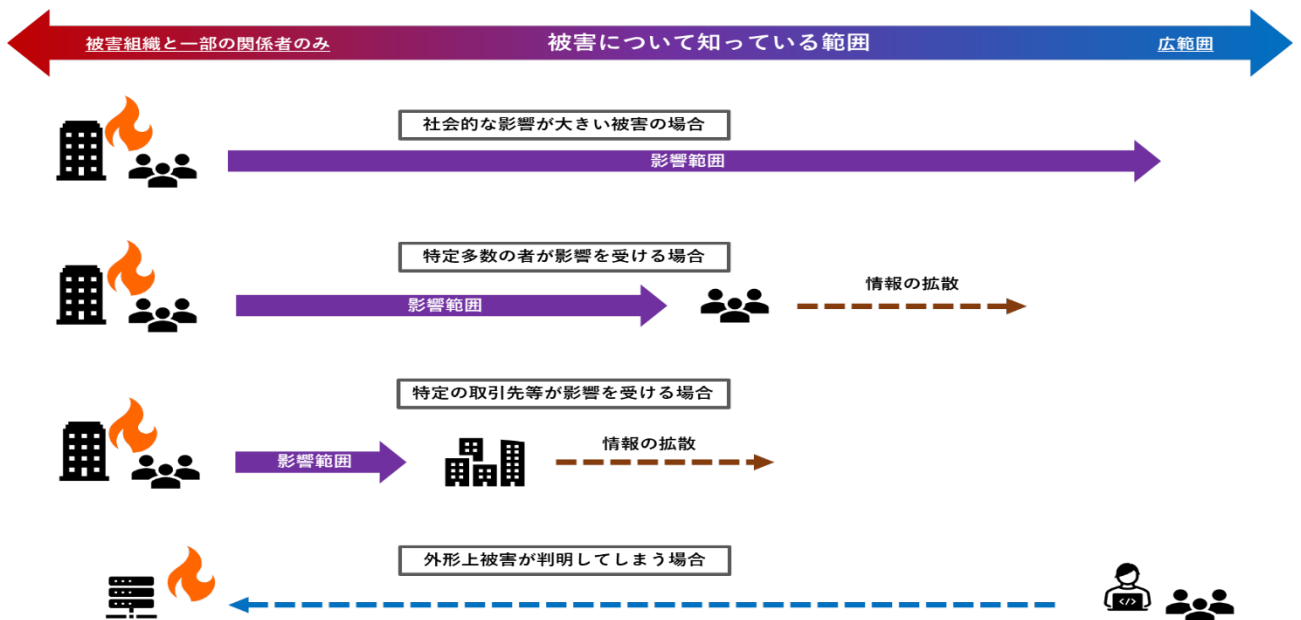 被害組織と一部の関係者のみ
被害について知っている範囲
広範囲
社会的な影響が大きい被害の場合
影響範囲
特定多数の者が影響を受ける場合
影響範囲
情報の拡散
特定の取引先等が影響を受ける場合
影響範囲
情報の拡散
外形上被害が判明してしまう場合
</>